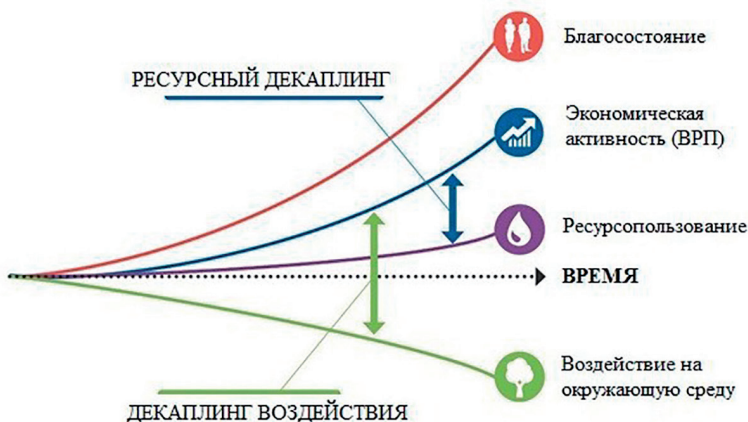 Благосостояние
РЕСУРСНЫЙ ДЕКАПЛИНГ
Экономическая
активность (ВРП)
Ресурсопользование
ВРЕМЯ
Воздействие на
окружающую среду
ДЕКАПЛИНГ ВОЗДЕЙСТВИЯ